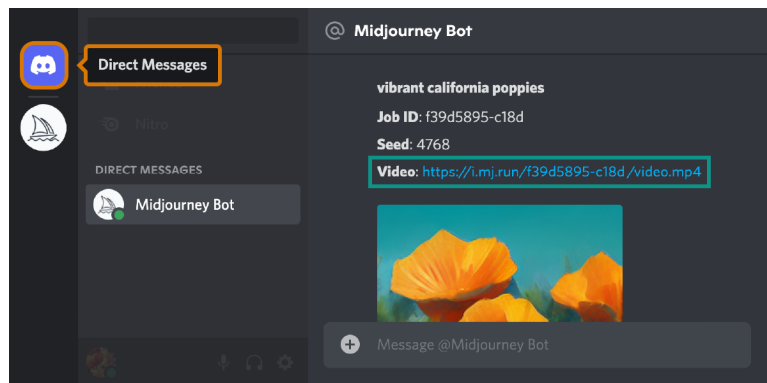 Direct Messages
Nitro
DIRECT MESSAGES
Midjourney Bot
Midjourney Bot
vibrant california poppies
Job ID: f39d5895-c18d
Seed: 4768
Video: https://i.mj.run/f39d5895-c18d/video.mp4
Message @Midjourney Bot